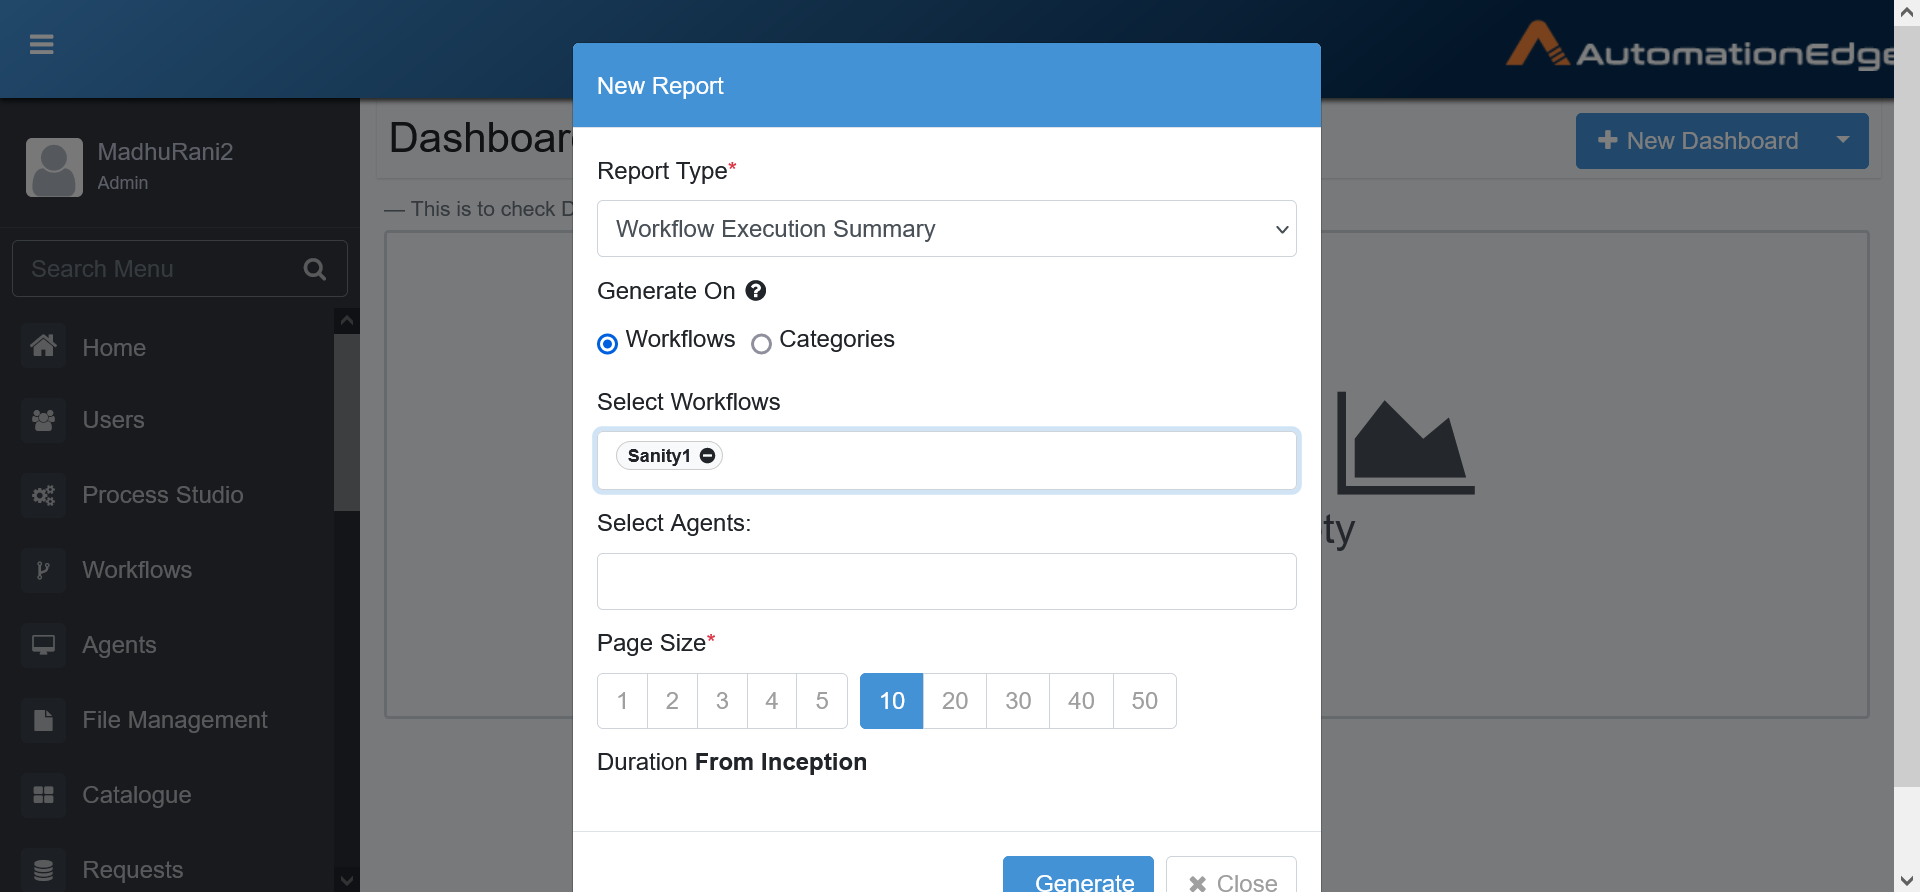 AutomationEdge
New Report
MadhuRani2
Admin
Dashboar
New Dashboard
Report Type*
— This is to check D
Workflow Execution Summary
Search Menu
Generate On
Workflows
Categories
Home
Users
Select Workflows
Sanity1
Process Studio
Select Agents:
ty
Workflows
Agents
Page Size*
1 2 3 4 5 10 20 30 40 50
File Management
Duration From Inception
Catalogue
Requests
Generate
Close